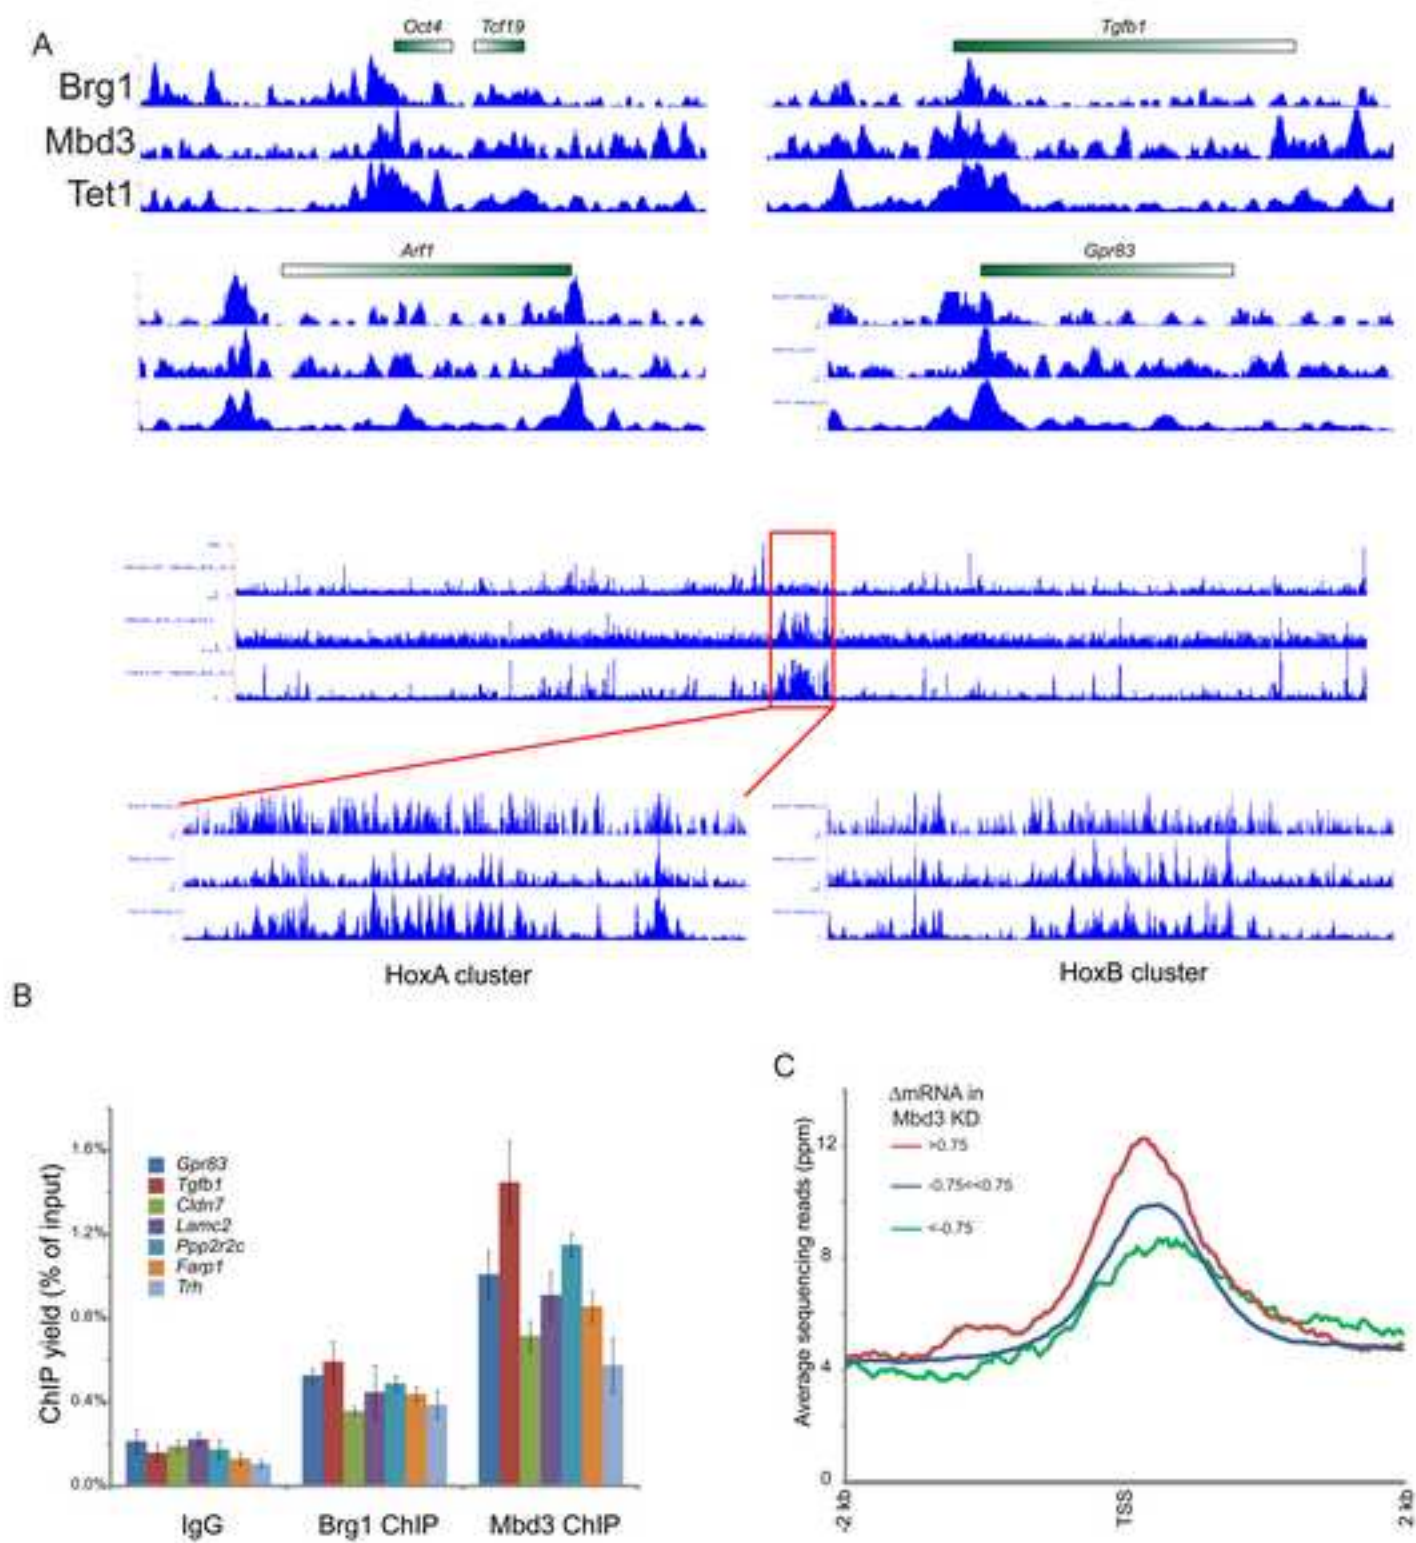 A
Oct4 Tcf19
Tgfb1
Brg1
Mbd3
Tet1
Arf1
Gpr83
HoxA cluster
HoxB cluster
B
ChIP yield (% of input)
1.6%
1.2%
0.8%
0.4%
0.0%
Gpr83
Tgfb1
Cldn7
Lamc2
Ppp2r2c
Farp1
Trh
IgG
Brg1 ChIP
Mbd3 ChIP
C
Average sequencing reads (ppm)
12
8
4
0
ΔmRNA in
Mbd3 KD
>0.75
-0.75<<0.75
<-0.75
-2 kb
TSS
2 kb